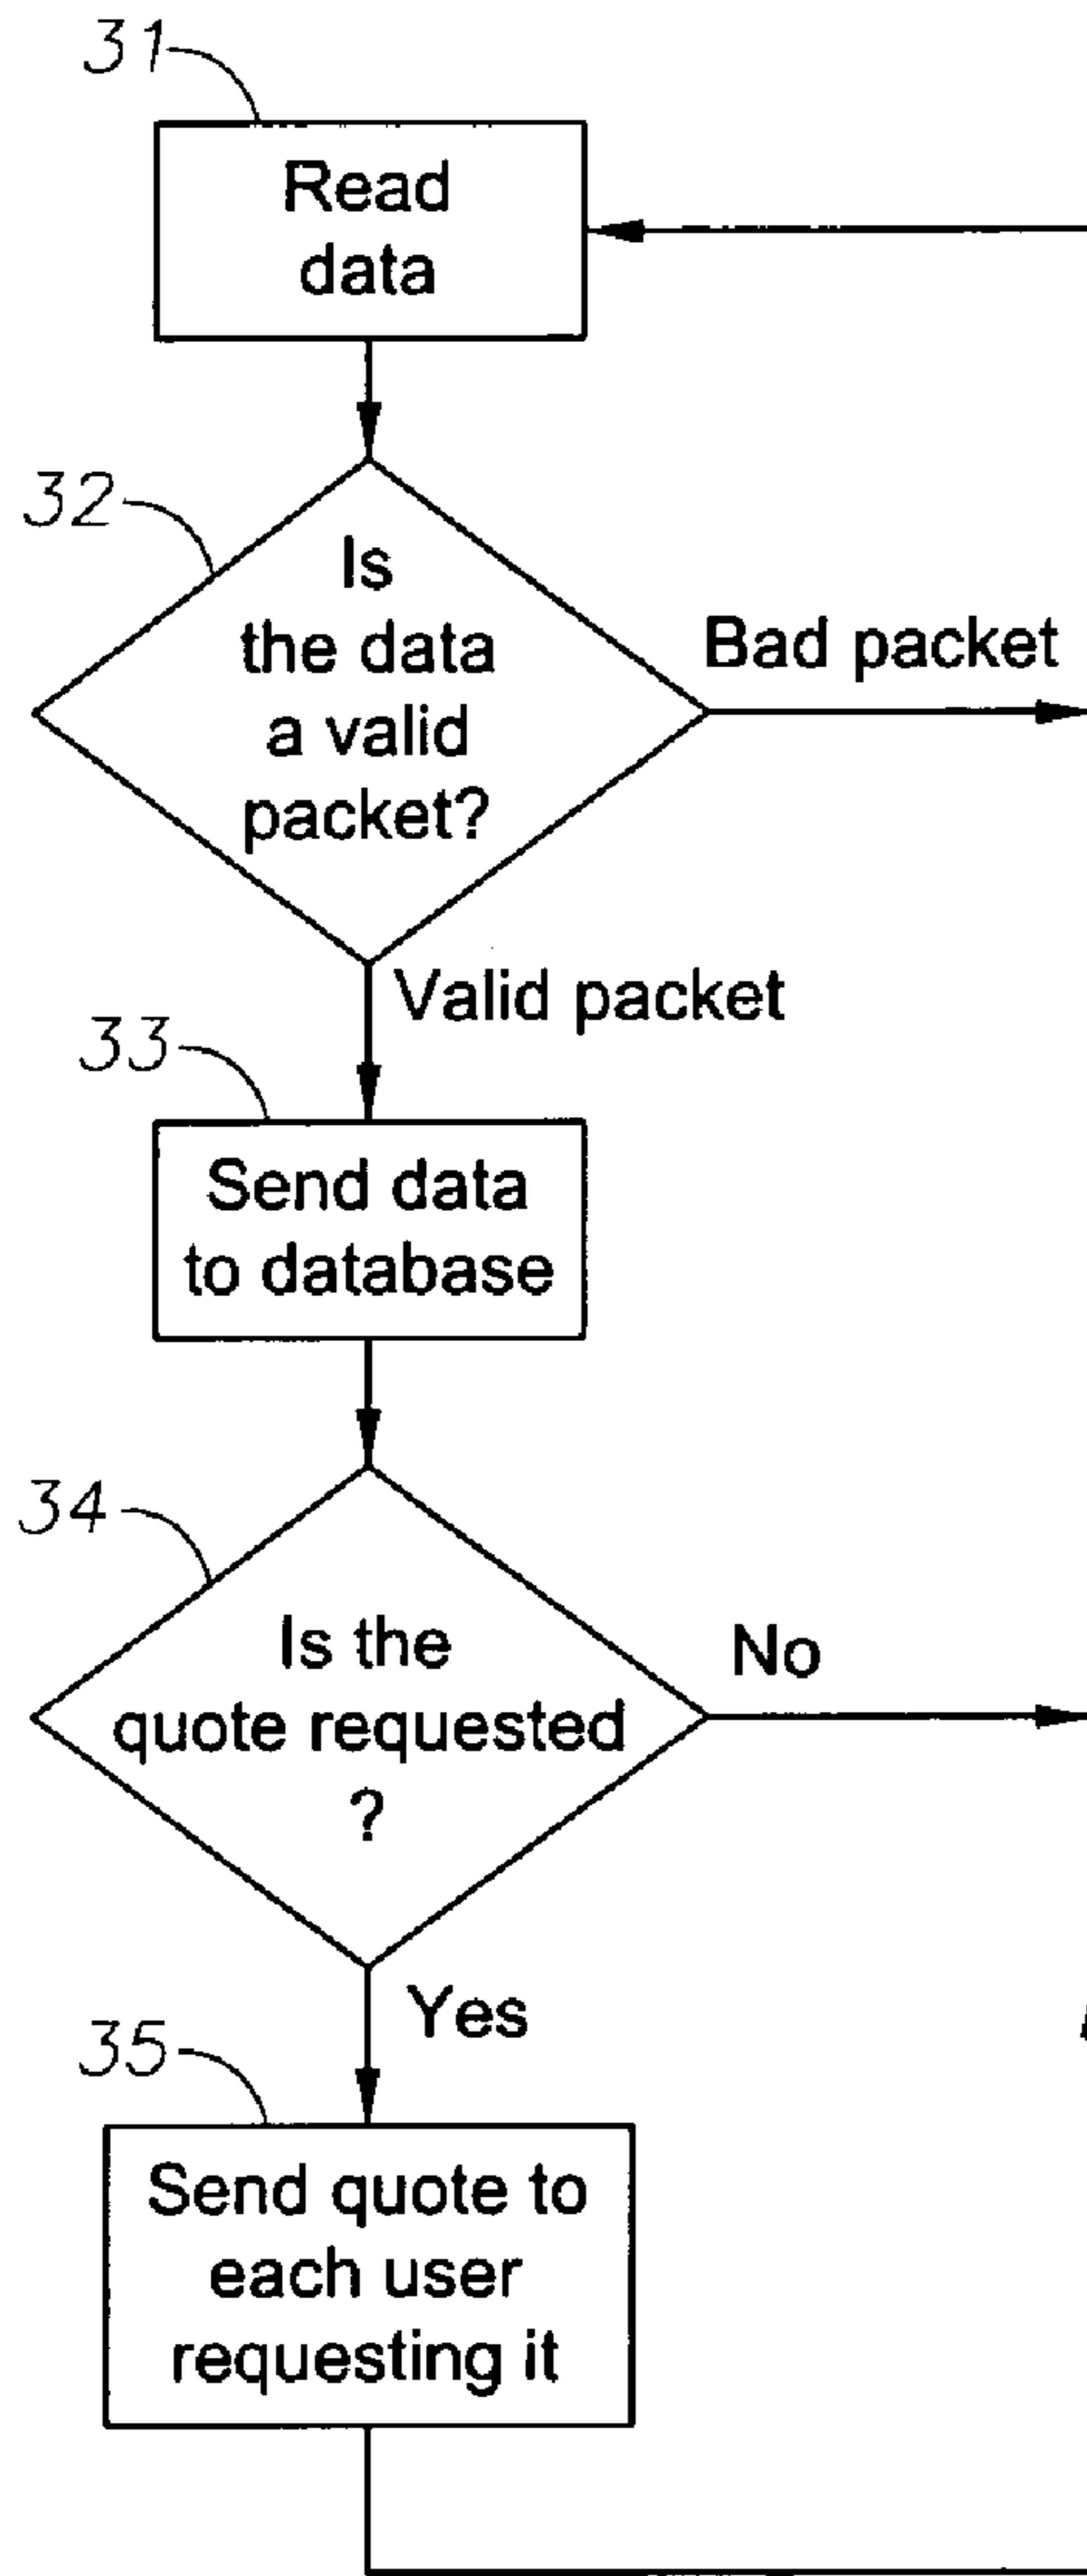 31
Read
data
32
Is
the data
a valid
packet?
Bad packet
Valid packet
33
Send data
to database
34
Is the
quote requested
?
No
Yes
35
Send quote to
each user
requesting it